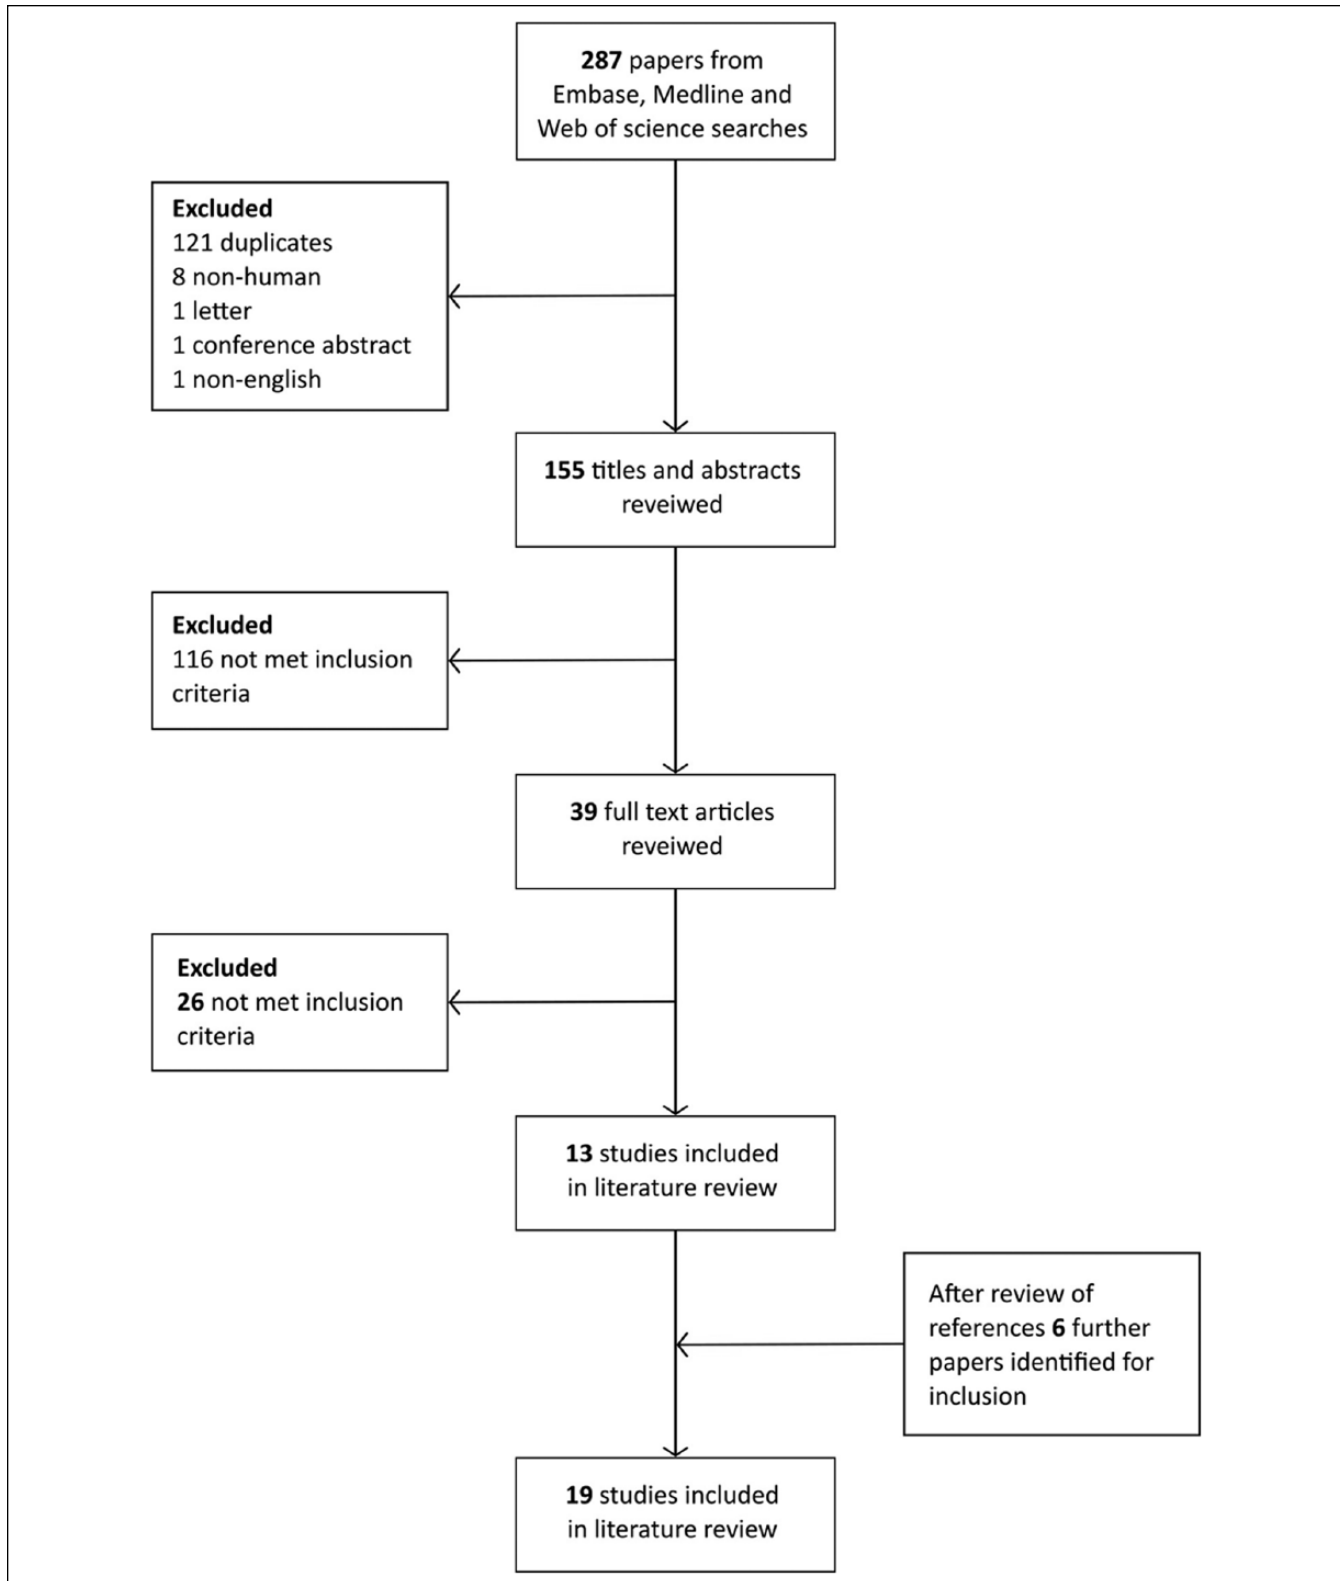 287 papers from
Embase, Medline and
Web of science searches
Excluded
121 duplicates
8 non-human
1 letter
1 conference abstract
1 non-english
155 titles and abstracts
reveiwed
Excluded
116 not met inclusion
criteria
39 full text articles
reveiwed
Excluded
26 not met inclusion
criteria
13 studies included
in literature review
After review of
references 6 further
papers identified for
inclusion
19 studies included
in literature review